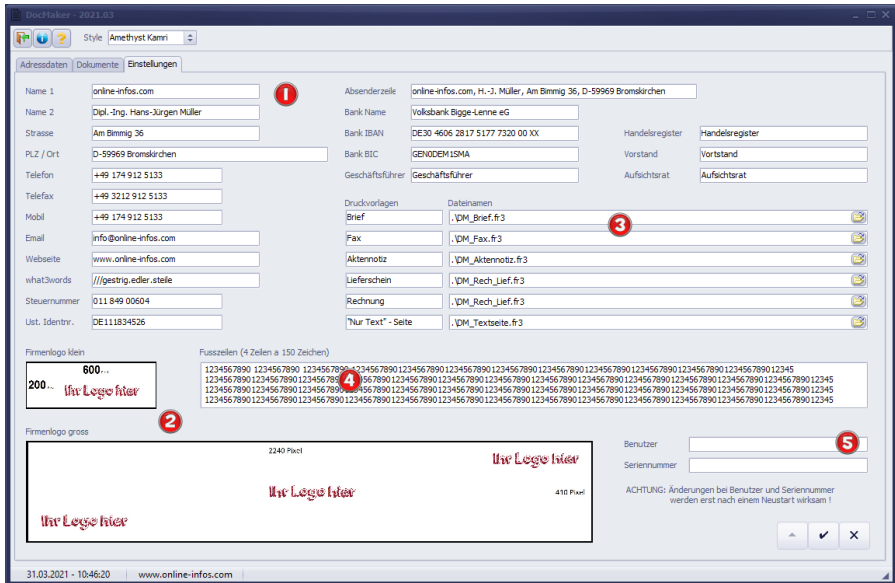 DocMaker - 2021.03
Style Amethyst Kamri
Adressdaten Dokumente Einstellungen
Name 1 online-infos.com
Name 2 Dipl.-Ing. Hans-Jürgen Müller
Strasse Am Bimmig 36
PLZ / Ort D-59969 Bromskirchen
Telefon +49 174 912 5133
Telefax +49 3212 912 5133
Mobil +49 174 912 5133
Email info@online-infos.com
Webseite www.online-infos.com
what3words ///gestrig.edler.steile
Steuernummer 011 849 00604
Ust. Identnr. DE111834526
1
Absenderzeile online-infos.com, H.-J. Müller, Am Bimmig 36, D-59969 Bromskirchen
Bank Name Volksbank Bigge-Lenne eG
Bank IBAN DE30 4606 2817 5177 7320 00 XX
Bank BIC GENODEM1SMA
Geschäftsführer Geschäftsführer
Handelsregister Handelsregister
Vorstand Vortstand
Aufsichtsrat Aufsichtsrat
Druckvorlagen Dateinamen
Brief .\DM_Brief.fr3
3
Fax .\DM_Fax.fr3
Aktennotiz .\DM_Aktennotiz.fr3
Lieferschein .\DM_Rech_Lief.fr3
Rechnung .\DM_Rech_Lief.fr3
"Nur Text" - Seite .\DM_Textseite.fr3
Firmenlogo klein
600
200
Ihr Logo hier
2
Fusszeilen (4 Zeilen a 150 Zeichen)
4
Firmenlogo gross
2240 Pixel
Ihr Logo hier
Ihr Logo hier
410 Pixel
Ihr Logo hier
Benutzer
5
Seriennummer
ACHTUNG: Änderungen bei Benutzer und Seriennummer
werden erst nach einem Neustart wirksam !
31.03.2021 - 10:46:20 www.online-infos.com